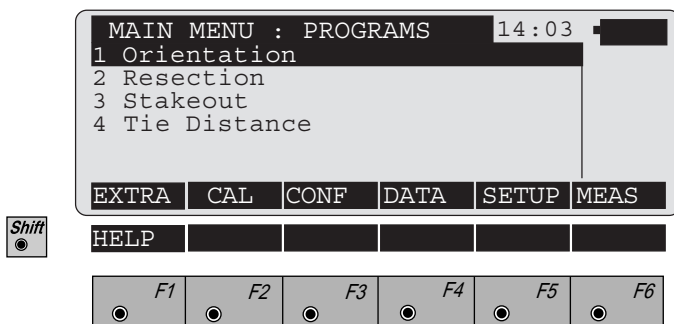 MAIN MENU : PROGRAMS 14:03
1 Orientation
2 Resection
3 Stakeout
4 Tie Distance
EXTRA CAL CONF DATA SETUP MEAS
Shift
HELP
F1 F2 F3 F4 F5 F6